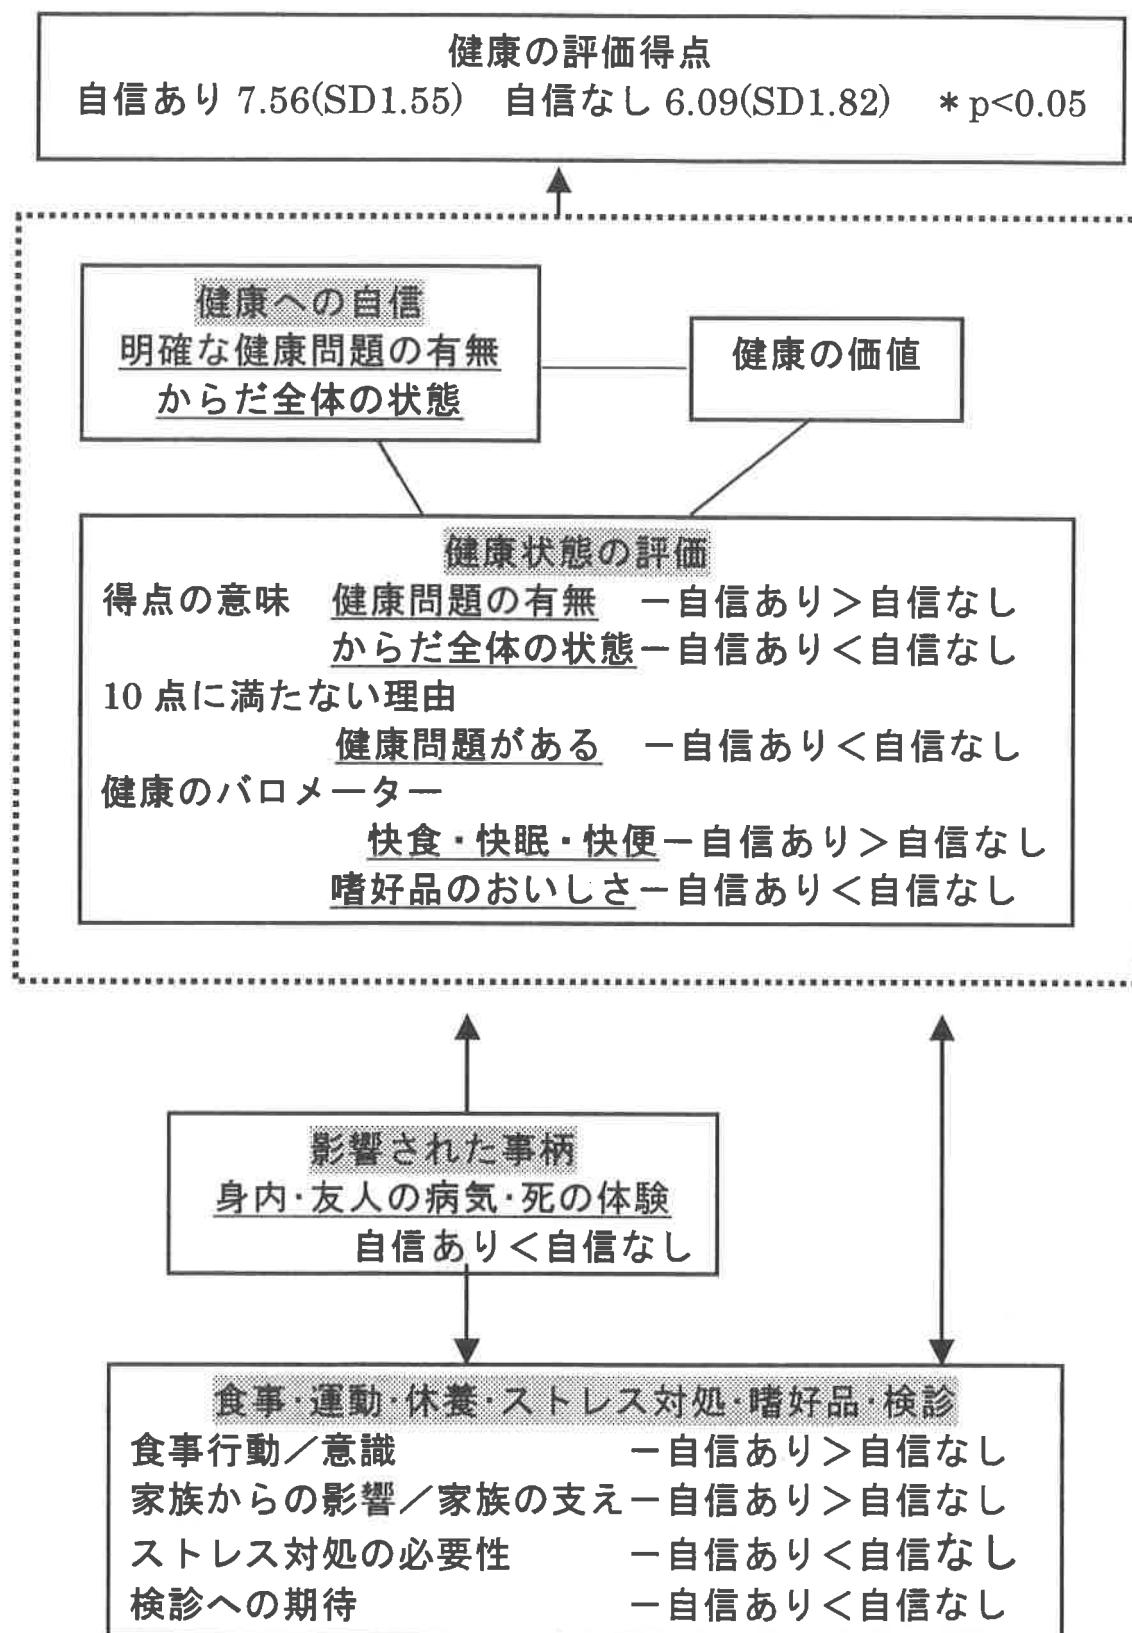 健康の評価得点
自信あり 7.56(SD1.55) 自信なし 6.09(SD1.82) ＊p<0.05
健康への自信
明確な健康問題の有無
からだ全体の状態
健康の価値
健康状態の評価
得点の意味 健康問題の有無 －自信あり＞自信なし
からだ全体の状態－自信あり＜自信なし
10 点に満たない理由
健康問題がある －自信あり＜自信なし
健康のバロメーター
快食・快眠・快便－自信あり＞自信なし
嗜好品のおいしさ－自信あり＜自信なし
影響された事柄
身内・友人の病気・死の体験
自信あり＜自信なし
食事・運動・休養・ストレス対処・嗜好品・検診
食事行動／意識 －自信あり＞自信なし
家族からの影響／家族の支え－自信あり＞自信なし
ストレス対処の必要性 －自信あり＜自信なし
検診への期待 －自信あり＜自信なし